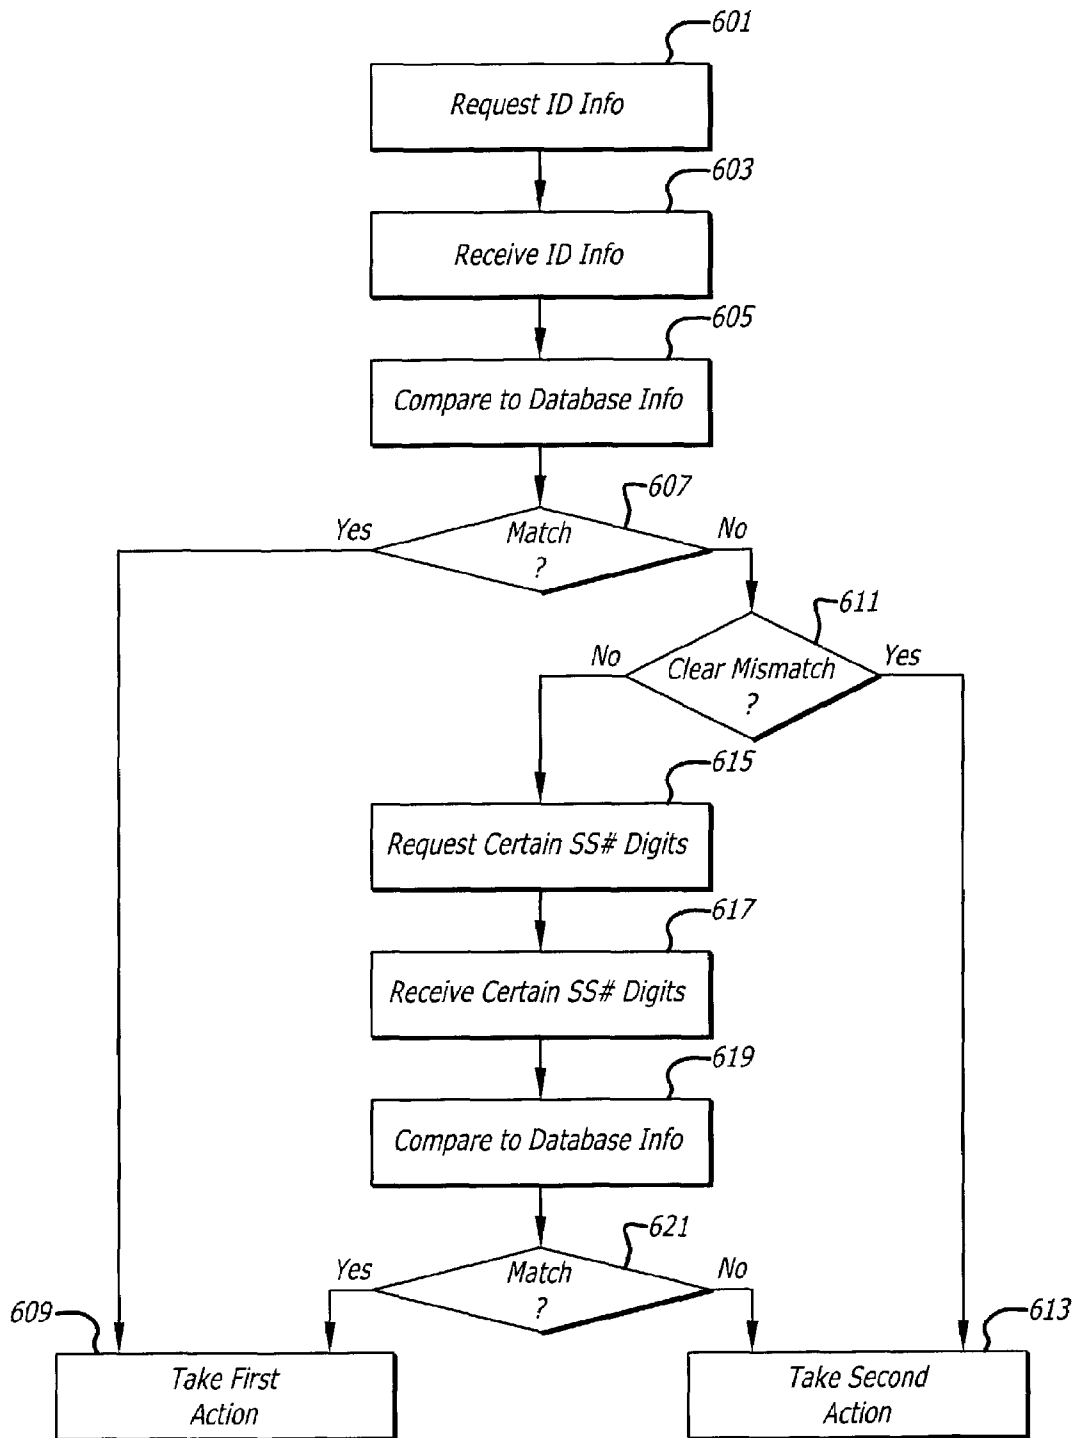 601
Request ID Info
603
Receive ID Info
605
Compare to Database Info
607
Yes
Match
?
No
611
No
Clear Mismatch
?
Yes
615
Request Certain SS# Digits
617
Receive Certain SS# Digits
619
Compare to Database Info
621
Yes
Match
?
No
609
Take First
Action
613
Take Second
Action